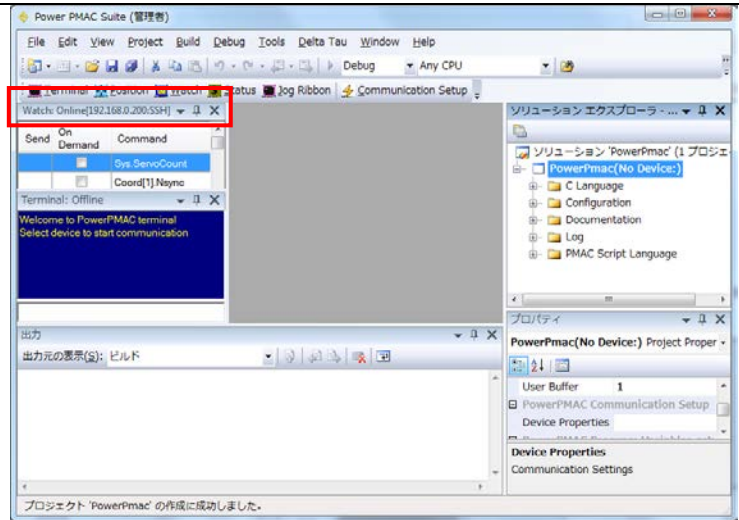 Power PMAC Suite (管理者)
File Edit View Project Build Debug Tools Delta Tau Window Help
Debug Any CPU
Terminal Position Watch Status Jog Ribbon Communication Setup
Watch: Online[192.168.0.200:SSH]
Send On Demand Command
Sys.ServoCount
Coord[1].Nsync
Terminal: Offline
Welcome to PowerPMAC terminal
Select device to start communication
ソリューション エクスプローラ - ...
ソリューション 'PowerPmac' (1 プロジェ
PowerPmac(No Device:)
C Language
Configuration
Documentation
Log
PMAC Script Language
出力
出力元の表示(S): ビルド
プロパティ
PowerPmac(No Device:) Project Proper
User Buffer 1
PowerPMAC Communication Setup
Device Properties
Device Properties
Communication Settings
プロジェクト 'PowerPmac' の作成に成功しました。